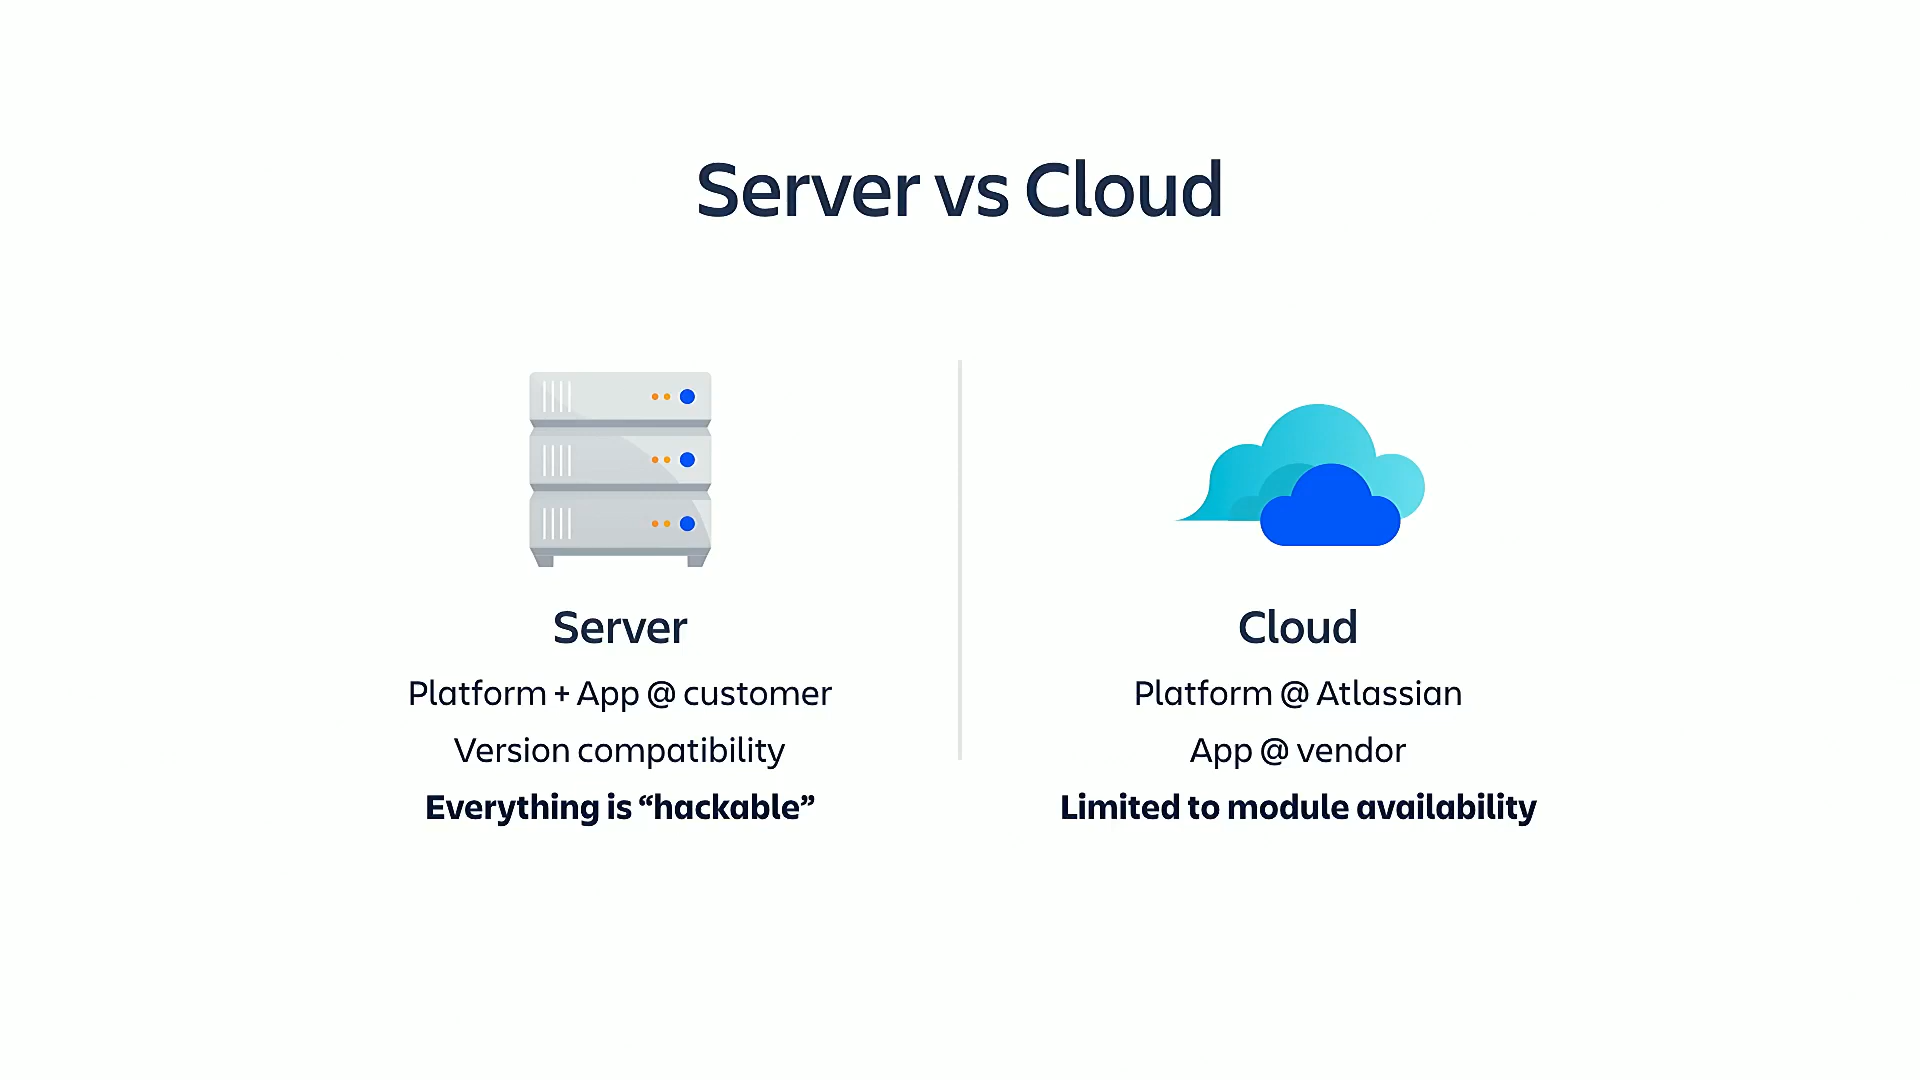 Server vs Cloud
Server
Platform + App @ customer
Version compatibility
Everything is “hackable”
Cloud
Platform @ Atlassian
App @ vendor
Limited to module availability